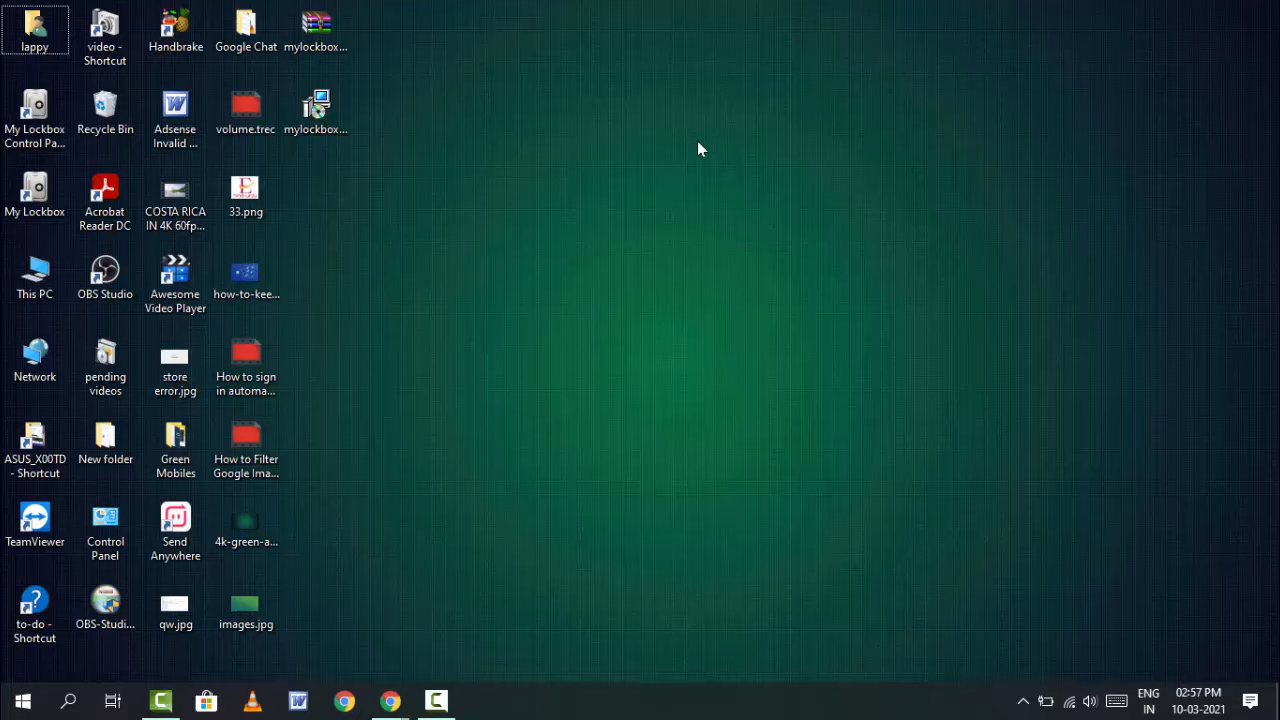 lappy
video -
Shortcut
Handbrake
Google Chat
mylockbox...
My Lockbox
Control Pa...
Recycle Bin
Adsense
Invalid ...
volume.trec
mylockbox...
My Lockbox
Acrobat
Reader DC
COSTA RICA
IN 4K 60fp...
33.png
This PC
OBS Studio
Awesome
Video Player
how-to-kee...
Network
pending
videos
store
error.jpg
How to sign
in automa...
ASUS_X00TD
- Shortcut
New folder
Green
Mobiles
How to Filter
Google Ima...
TeamViewer
Control
Panel
Send
Anywhere
4k-green-a...
to-do -
Shortcut
OBS-Studi...
qw.jpg
images.jpg
ENG
IN
02:57 PM
10-03-2021